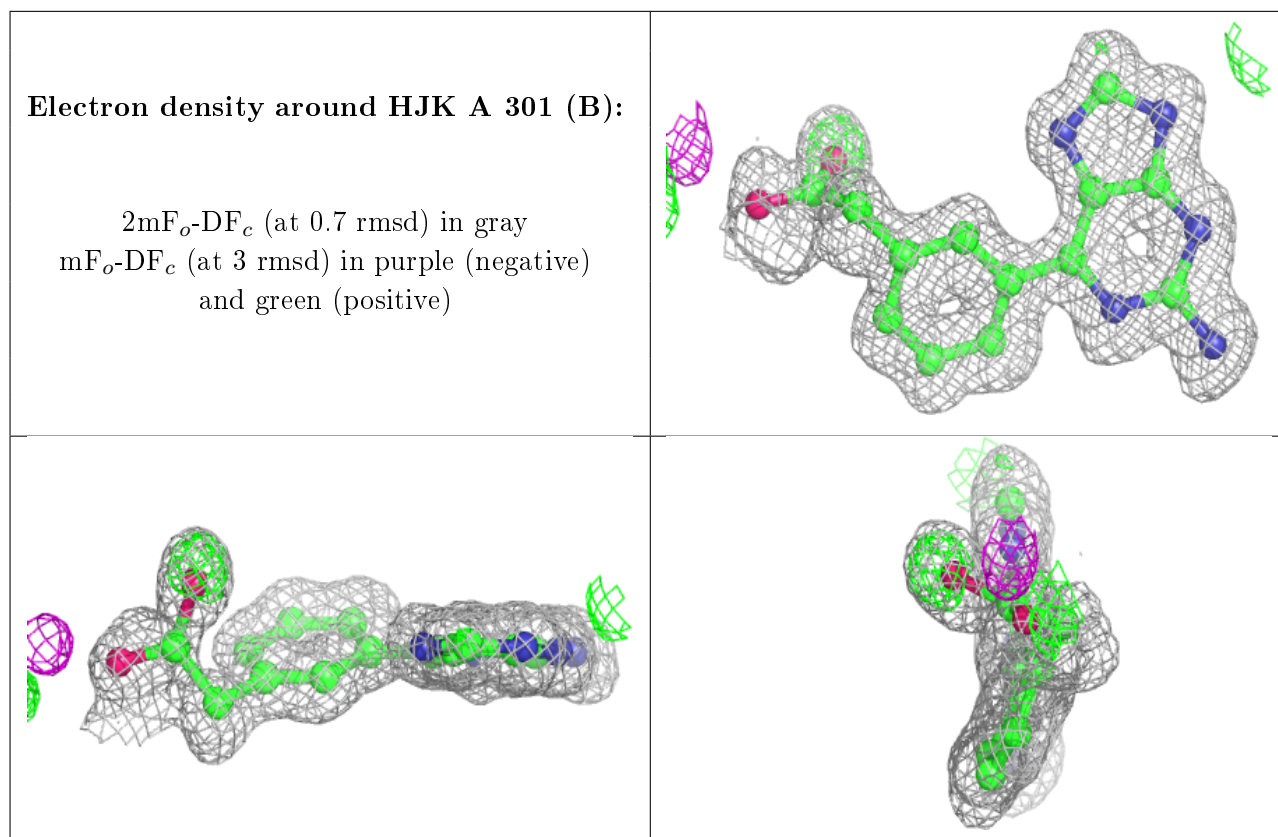 Electron density around HJK A 301 (B):
2mFo-DFc (at 0.7 rmsd) in gray
mFo-DFc (at 3 rmsd) in purple (negative)
and green (positive)